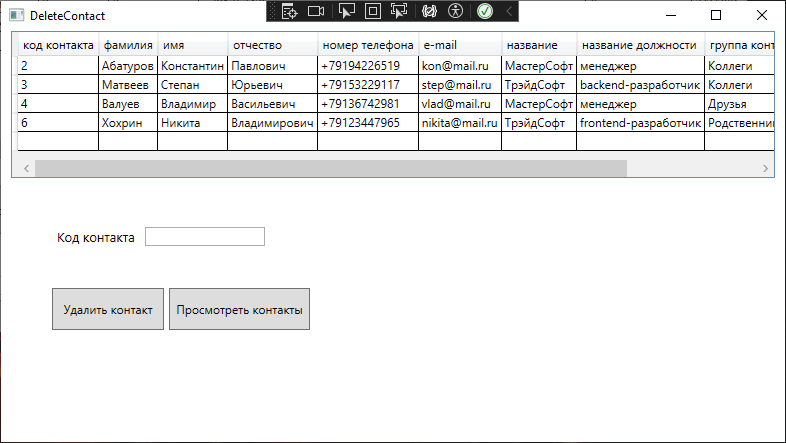 DeleteContact
код контакта фамилия имя отчество номер телефона e-mail название название должности группа конт
2 Абатуров Константин Павлович +79194226519 kon@mail.ru МастерСофт менеджер Коллеги
3 Матвеев Степан Юрьевич +79153229117 step@mail.ru ТрэйдСофт backend-разработчик Коллеги
4 Валуев Владимир Васильевич +79136742981 vlad@mail.ru МастерСофт менеджер Друзья
6 Хохрин Никита Владимирович +79123447965 nikita@mail.ru ТрэйдСофт frontend-разработчик Родственни
Код контакта
Удалить контакт Просмотреть контакты